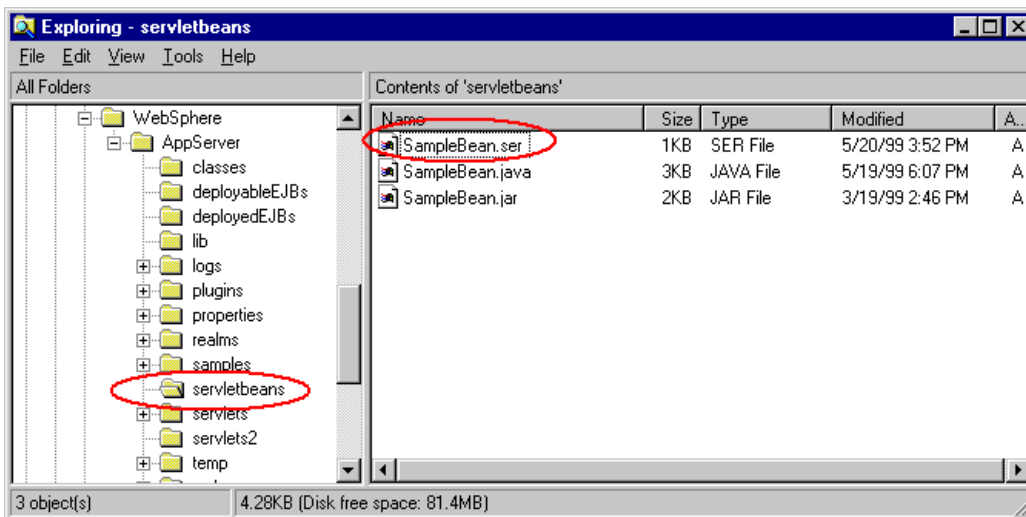 Exploring - servletbeans
File Edit View Tools Help
All Folders
Contents of 'servletbeans'
WebSphere
AppServer
classes
deployableEJBs
deployedEJBs
lib
logs
plugins
properties
realms
samples
servletbeans
servlets
servlets2
temp
Name Size Type Modified A...
SampleBean.ser 1KB SER File 5/20/99 3:52 PM A
SampleBean.java 3KB JAVA File 5/19/99 6:07 PM A
SampleBean.jar 2KB JAR File 3/19/99 2:46 PM A
3 object(s) 4.28KB (Disk free space: 81.4MB)